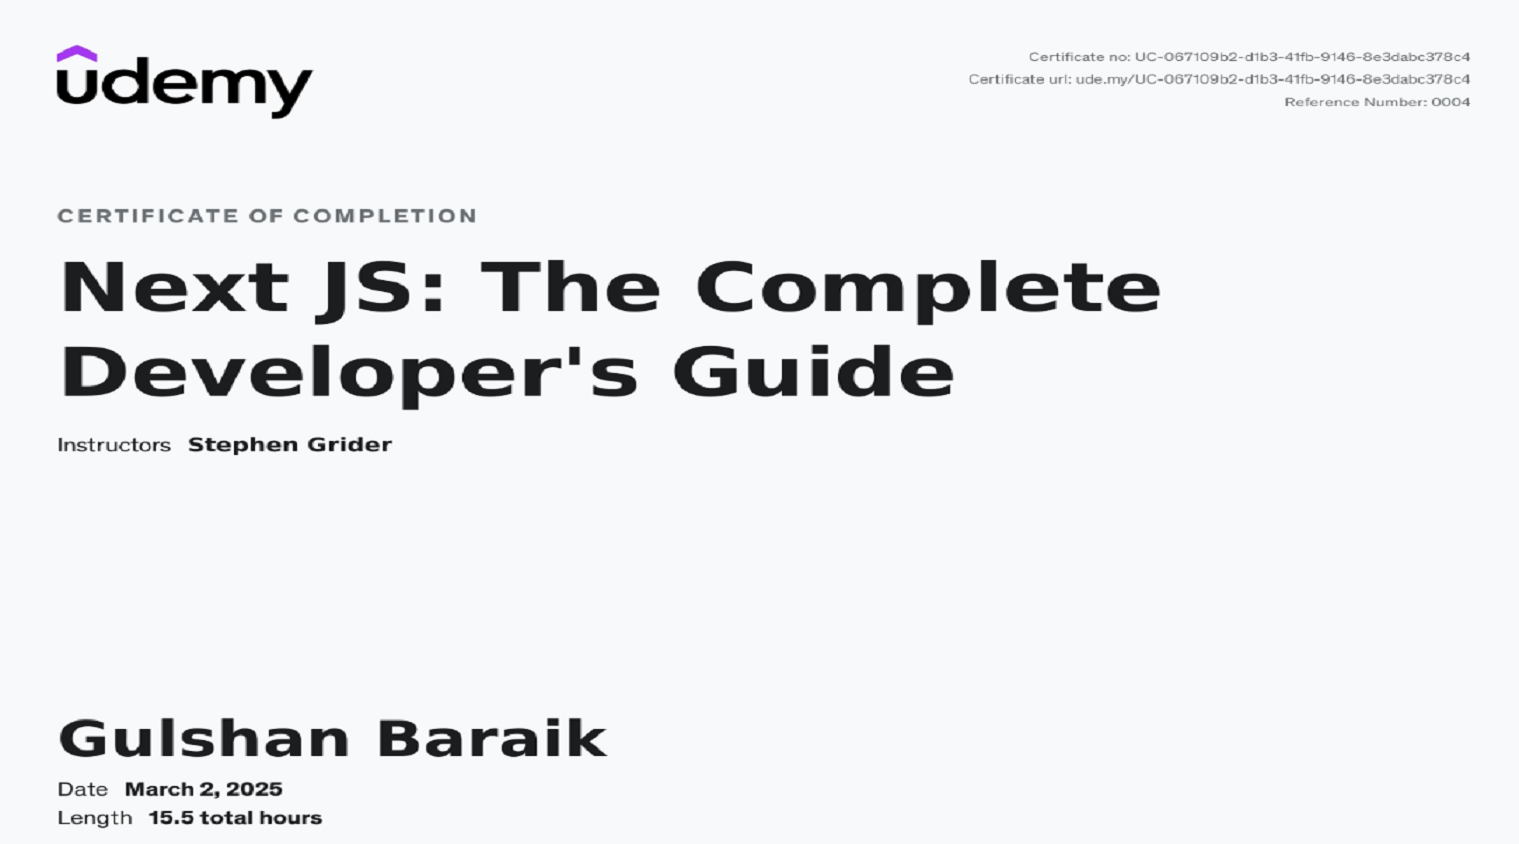 udemy
Certificate no: UC-067109b2-d1b3-41fb-9146-8e3dabc378c4
Certificate url: ude.my/UC-067109b2-d1b3-41fb-9146-8e3dabc378c4
Reference Number: 0004
CERTIFICATE OF COMPLETION
Next JS: The Complete
Developer's Guide
Instructors Stephen Grider
Gulshan Baraik
Date March 2, 2025
Length 15.5 total hours